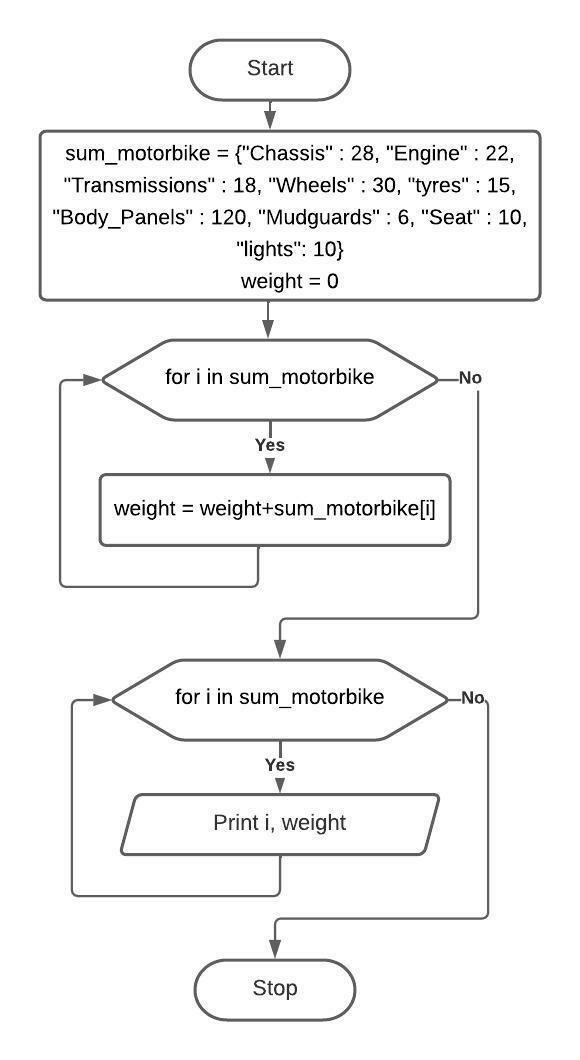 Start
sum_motorbike = {"Chassis" : 28, "Engine" : 22,
"Transmissions" : 18, "Wheels" : 30, "tyres" : 15,
"Body_Panels" : 120, "Mudguards" : 6, "Seat" : 10,
"lights": 10}
weight = 0
for i in sum_motorbike
No
Yes
weight = weight+sum_motorbike[i]
for i in sum_motorbike
No
Yes
Print i, weight
Stop